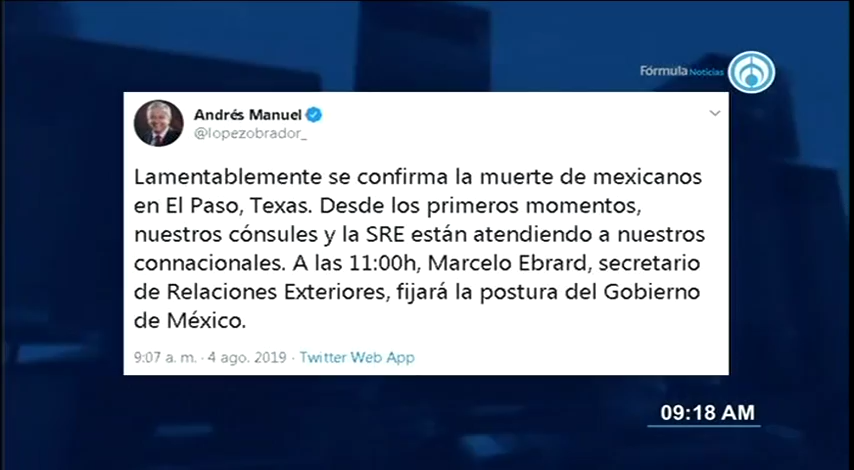 Fórmula Noticias
Andrés Manuel
@lopezobrador_
Lamentablemente se confirma la muerte de mexicanos
en El Paso, Texas. Desde los primeros momentos,
nuestros cónsules y la SRE están atendiendo a nuestros
connacionales. A las 11:00h, Marcelo Ebrard, secretario
de Relaciones Exteriores, fijará la postura del Gobierno
de México.
9:07 a. m. · 4 ago. 2019 · Twitter Web App
09:18 AM